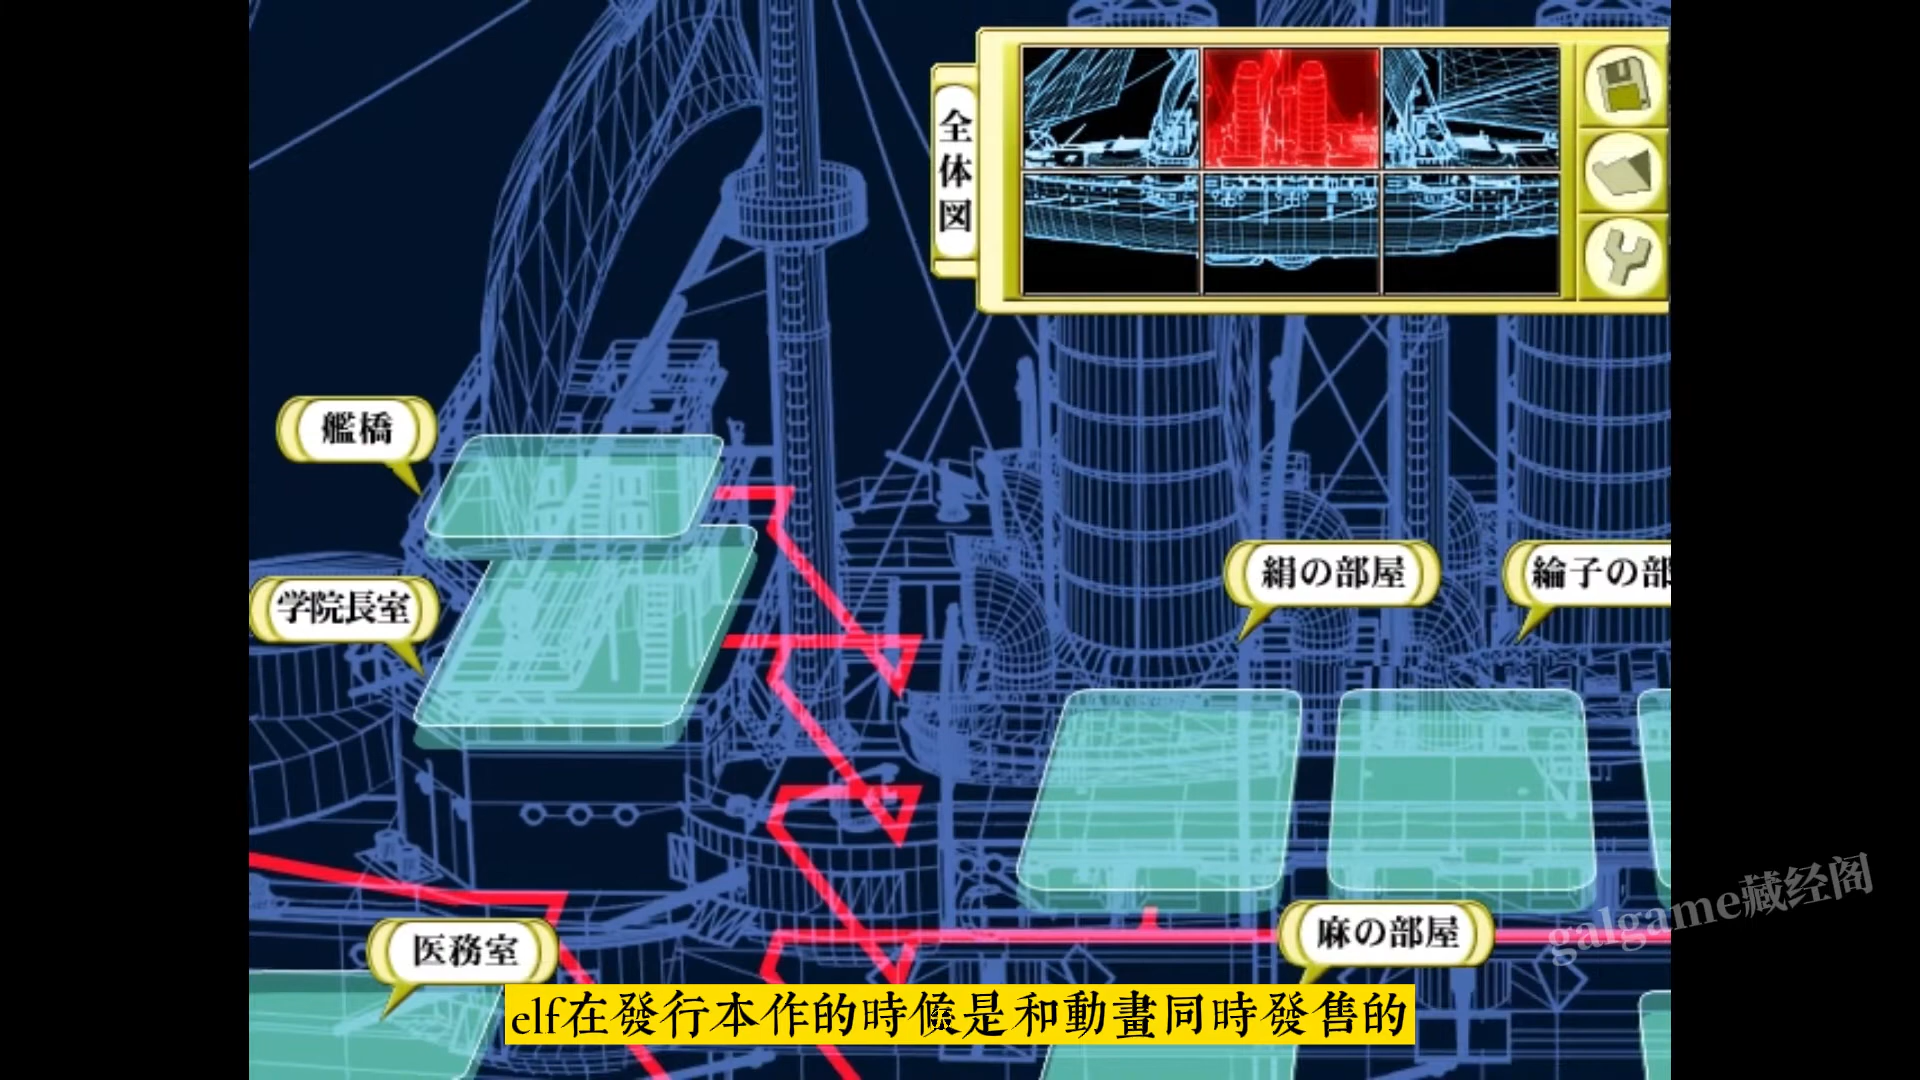 全体図
艦橋
学院長室
絹の部屋
綸子の部
麻の部屋
医務室
galgame藏经阁
elf在發行本作的時候是和動畫同時發售的